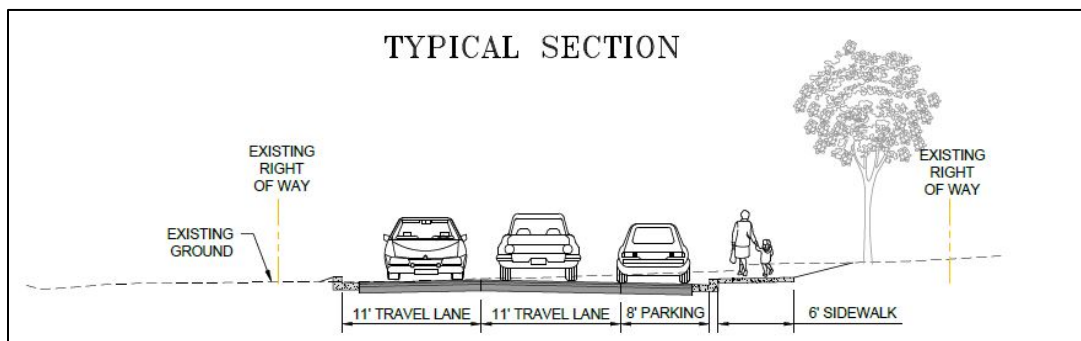 TYPICAL SECTION
EXISTING
RIGHT
OF WAY
EXISTING
RIGHT
OF WAY
EXISTING
GROUND
11' TRAVEL LANE
11' TRAVEL LANE
8' PARKING
6' SIDEWALK